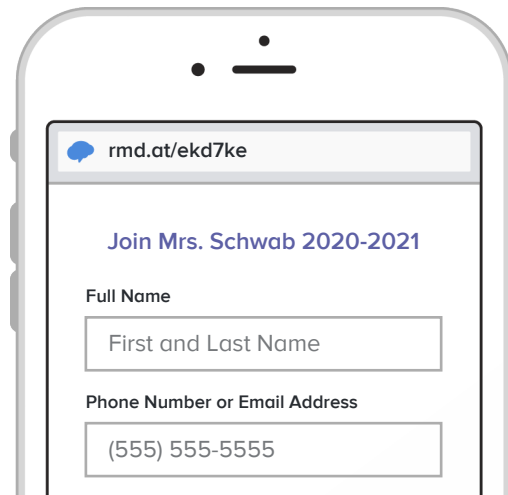 rmd.at/ekd7ke
Join Mrs. Schwab 2020-2021
Full Name
First and Last Name
Phone Number or Email Address
(555) 555-5555